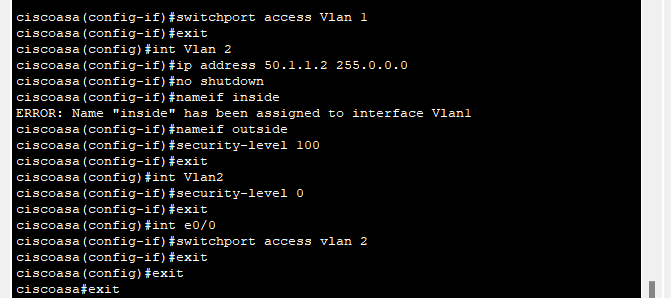 ciscoasa(config-if)#switchport access Vlan 1
ciscoasa(config-if)#exit
ciscoasa(config)#int Vlan 2
ciscoasa(config-if)#ip address 50.1.1.2 255.0.0.0
ciscoasa(config-if)#no shutdown
ciscoasa(config-if)#nameif inside
ERROR: Name "inside" has been assigned to interface Vlan1
ciscoasa(config-if)#nameif outside
ciscoasa(config-if)#security-level 100
ciscoasa(config-if)#exit
ciscoasa(config)#int Vlan2
ciscoasa(config-if)#security-level 0
ciscoasa(config-if)#exit
ciscoasa(config)#int e0/0
ciscoasa(config-if)#switchport access vlan 2
ciscoasa(config-if)#exit
ciscoasa(config)#exit
ciscoasa#exit